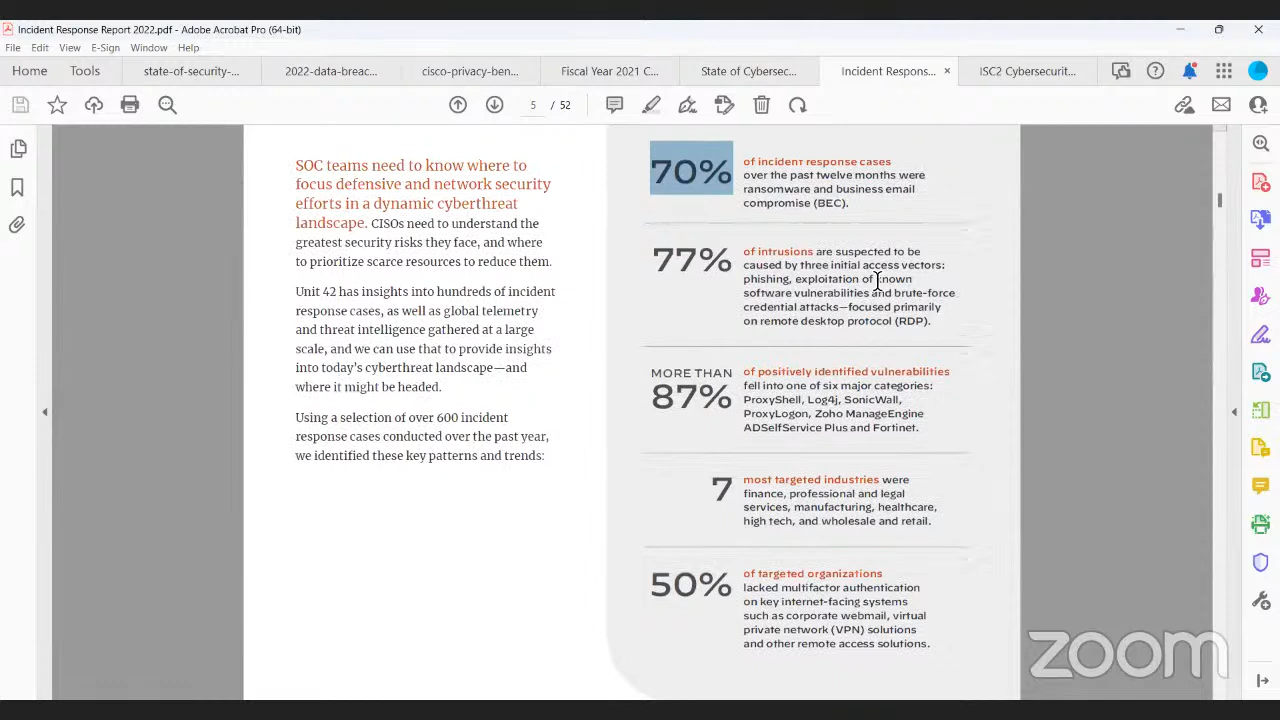 Incident Response Report 2022.pdf - Adobe Acrobat Pro (64-bit)
File Edit View E-Sign Window Help
Home Tools state-of-security-... 2022-data-breac... cisco-privacy-ben... Fiscal Year 2021 C... State of Cybersec... Incident Respons... × ISC2 Cybersecurit...
5 / 52
SOC teams need to know where to
focus defensive and network security
efforts in a dynamic cyberthreat
landscape. CISOs need to understand the
greatest security risks they face, and where
to prioritize scarce resources to reduce them.
Unit 42 has insights into hundreds of incident
response cases, as well as global telemetry
and threat intelligence gathered at a large
scale, and we can use that to provide insights
into today's cyberthreat landscape—and
where it might be headed.
Using a selection of over 600 incident
response cases conducted over the past year,
we identified these key patterns and trends:
70%
of incident response cases
over the past twelve months were
ransomware and business email
compromise (BEC).
77%
of intrusions are suspected to be
caused by three initial access vectors:
phishing, exploitation of known
software vulnerabilities and brute-force
credential attacks—focused primarily
on remote desktop protocol (RDP).
MORE THAN
87%
of positively identified vulnerabilities
fell into one of six major categories:
ProxyShell, Log4j, SonicWall,
ProxyLogon, Zoho ManageEngine
ADSelfService Plus and Fortinet.
7
most targeted industries were
finance, professional and legal
services, manufacturing, healthcare,
high tech, and wholesale and retail.
50%
of targeted organizations
lacked multifactor authentication
on key internet-facing systems
such as corporate webmail, virtual
private network (VPN) solutions
and other remote access solutions.
zoom